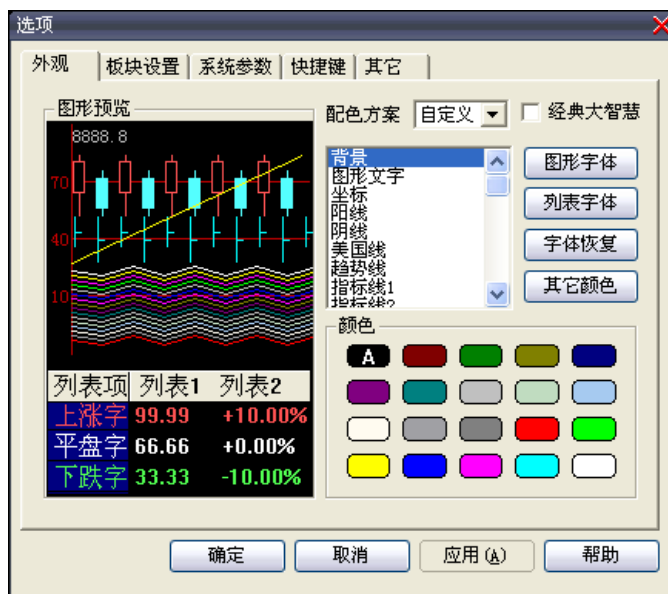 选项
外观 板块设置 系统参数 快捷键 其它
图形预览
配色方案 自定义 经典大智慧
8888.8
70
40
10
背景
图形文字
坐标
阳线
阴线
美国线
趋势线
指标线1
指标线2
图形字体
列表字体
字体恢复
其它颜色
颜色
A
列表项 列表1 列表2
上涨字 99.99 +10.00%
平盘字 66.66 +0.00%
下跌字 33.33 -10.00%
确定 取消 应用(A) 帮助